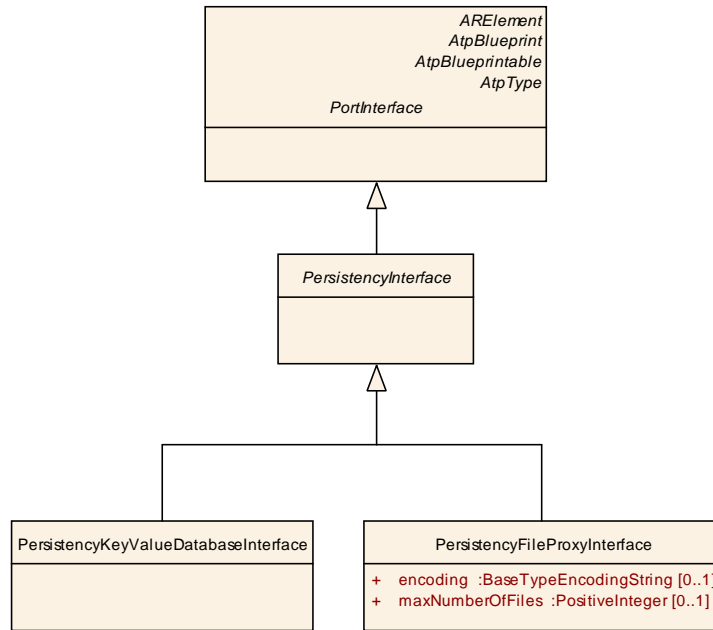 ARElement
AtpBlueprint
AtpBlueprintable
AtpType
PortInterface
PersistencyInterface
PersistencyKeyValueDatabaseInterface
PersistencyFileProxyInterface
+ encoding :BaseTypeEncodingString [0..1]
+ maxNumberOfFiles :PositiveInteger [0..1]